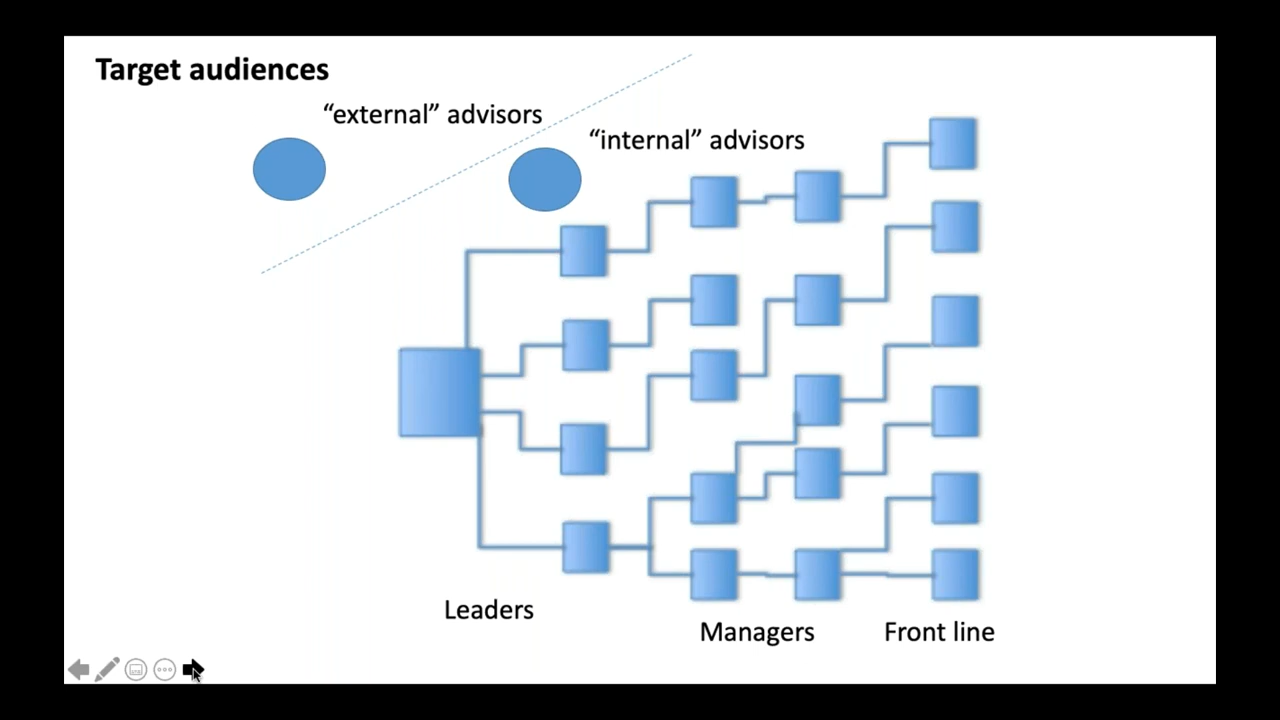 Target audiences
“external” advisors
“internal” advisors
Leaders
Managers
Front line